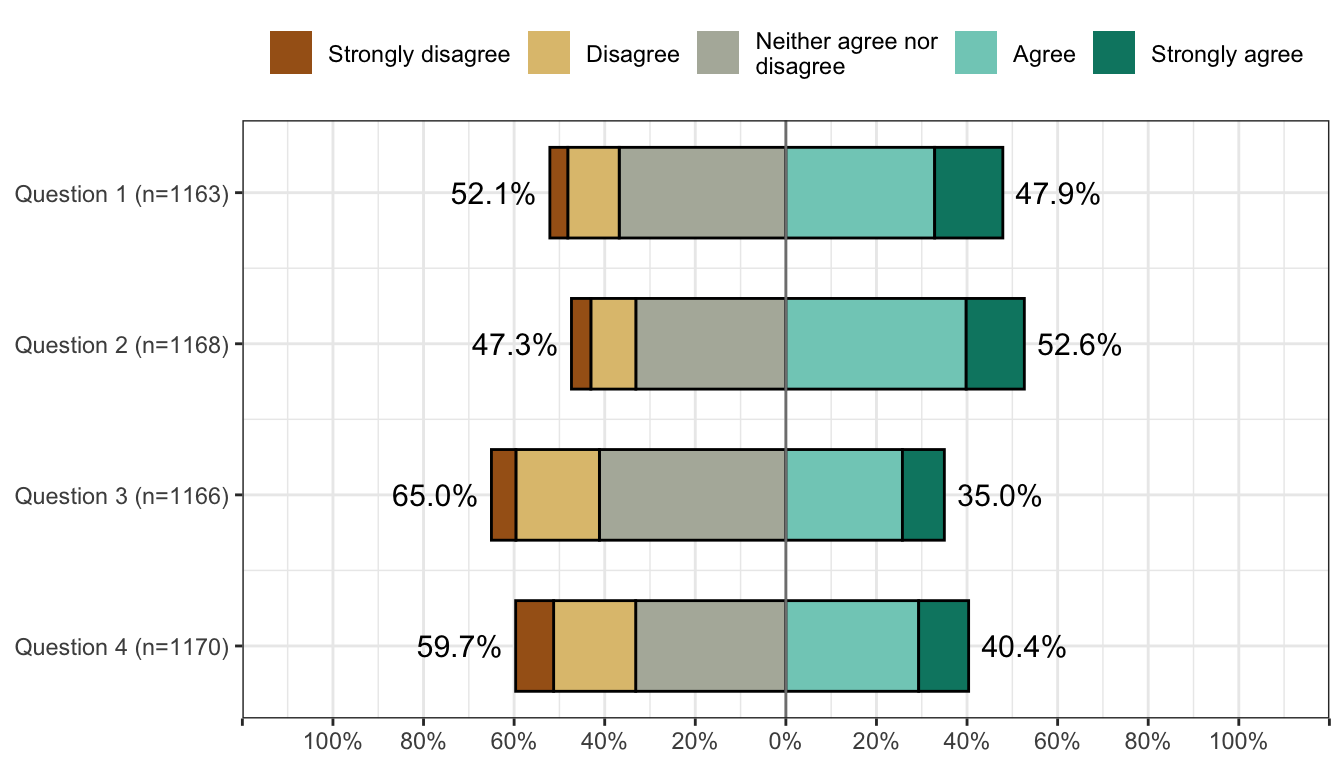 Strongly disagree
Disagree
Neither agree nor
disagree
Agree
Strongly agree
Question 1 (n=1163)
52.1%
47.9%
Question 2 (n=1168)
47.3%
52.6%
Question 3 (n=1166)
65.0%
35.0%
Question 4 (n=1170)
59.7%
40.4%
100% 80% 60% 40% 20% 0% 20% 40% 60% 80% 100%